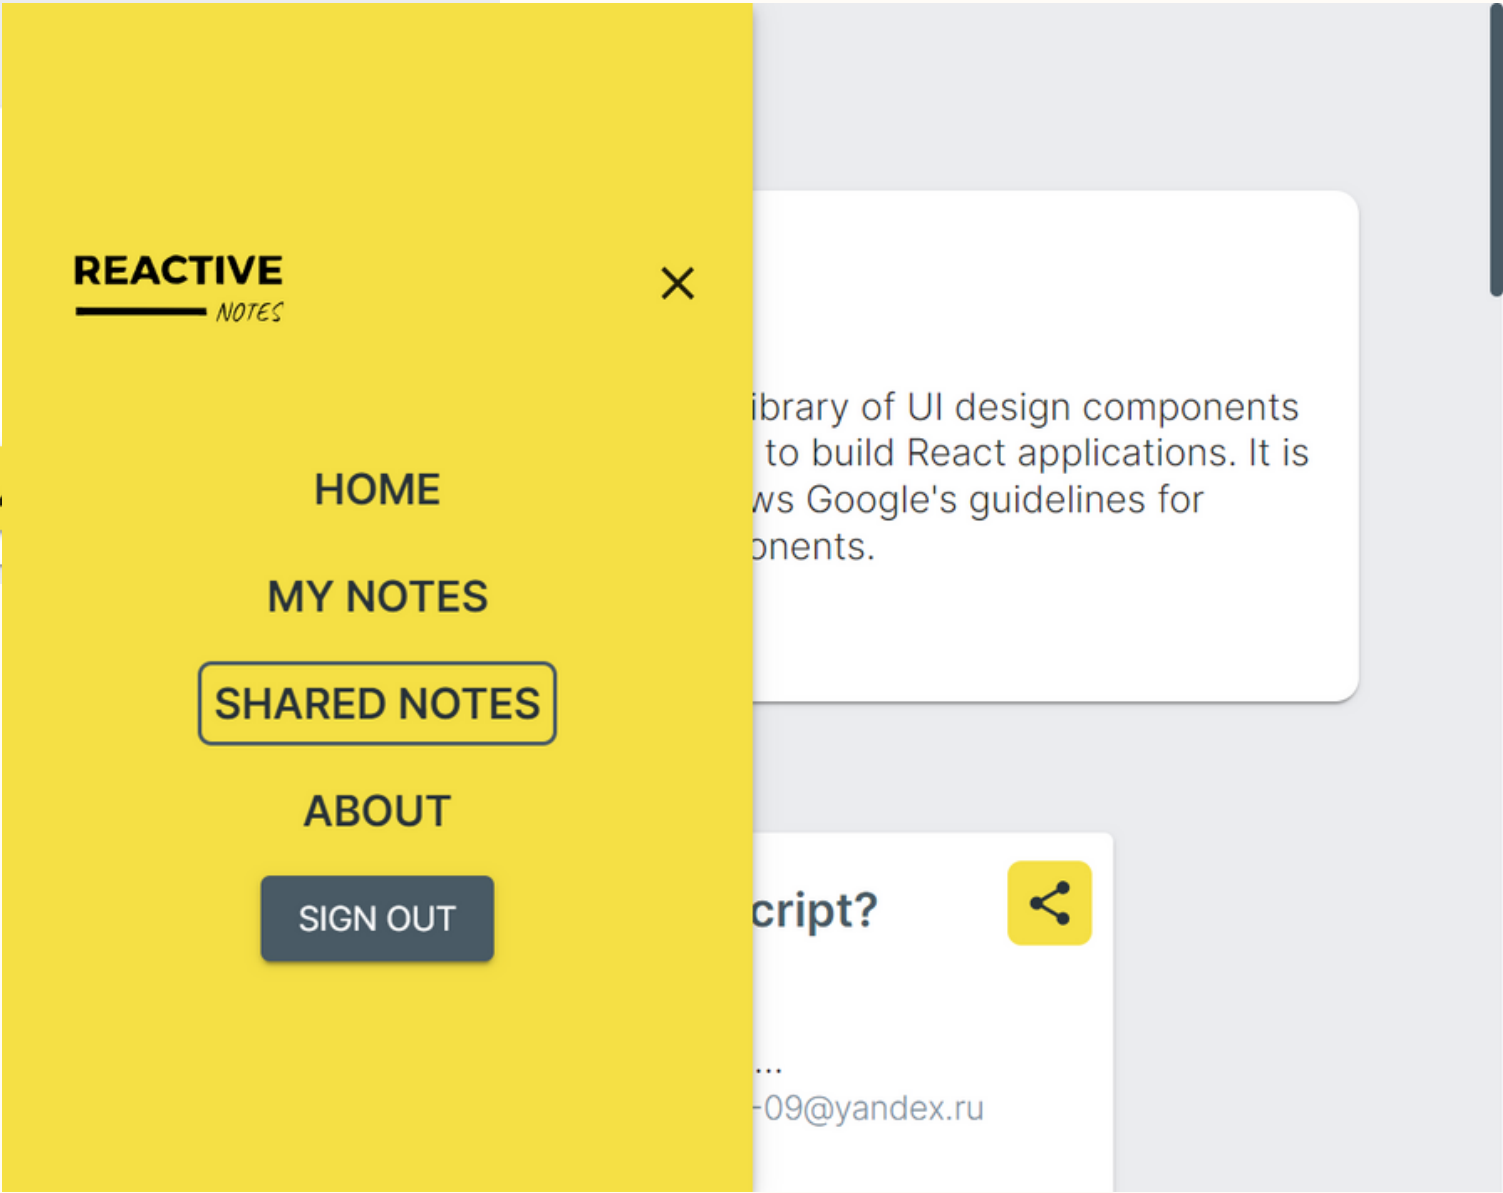 REACTIVE
NOTES
HOME
MY NOTES
SHARED NOTES
ABOUT
SIGN OUT
ibrary of UI design components
to build React applications. It is
ws Google's guidelines for
onents.
cript?
...
-09@yandex.ru